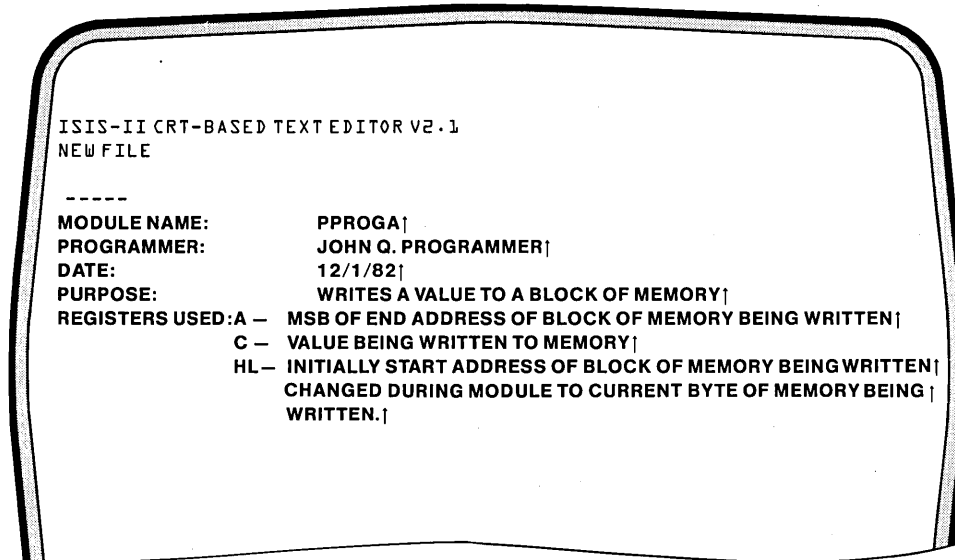 ISIS-II CRT-BASED TEXT EDITOR V2.1
NEW FILE
-----
MODULE NAME: PPROGA↑
PROGRAMMER: JOHN Q. PROGRAMMER↑
DATE: 12/1/82↑
PURPOSE: WRITES A VALUE TO A BLOCK OF MEMORY↑
REGISTERS USED:A — MSB OF END ADDRESS OF BLOCK OF MEMORY BEING WRITTEN↑
C — VALUE BEING WRITTEN TO MEMORY↑
HL— INITIALLY START ADDRESS OF BLOCK OF MEMORY BEING WRITTEN↑
CHANGED DURING MODULE TO CURRENT BYTE OF MEMORY BEING↑
WRITTEN.↑